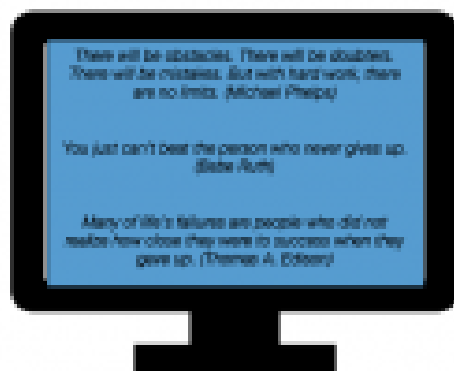 There will be obstacles. There will be doubters.
There will be mistakes. But with hard work, there
are no limits. (Michael Phelps)
You just can't beat the person who never gives up.
(Babe Ruth)
Many of life's failures are people who did not
realize how close they were to success when they
gave up. (Thomas A. Edison)